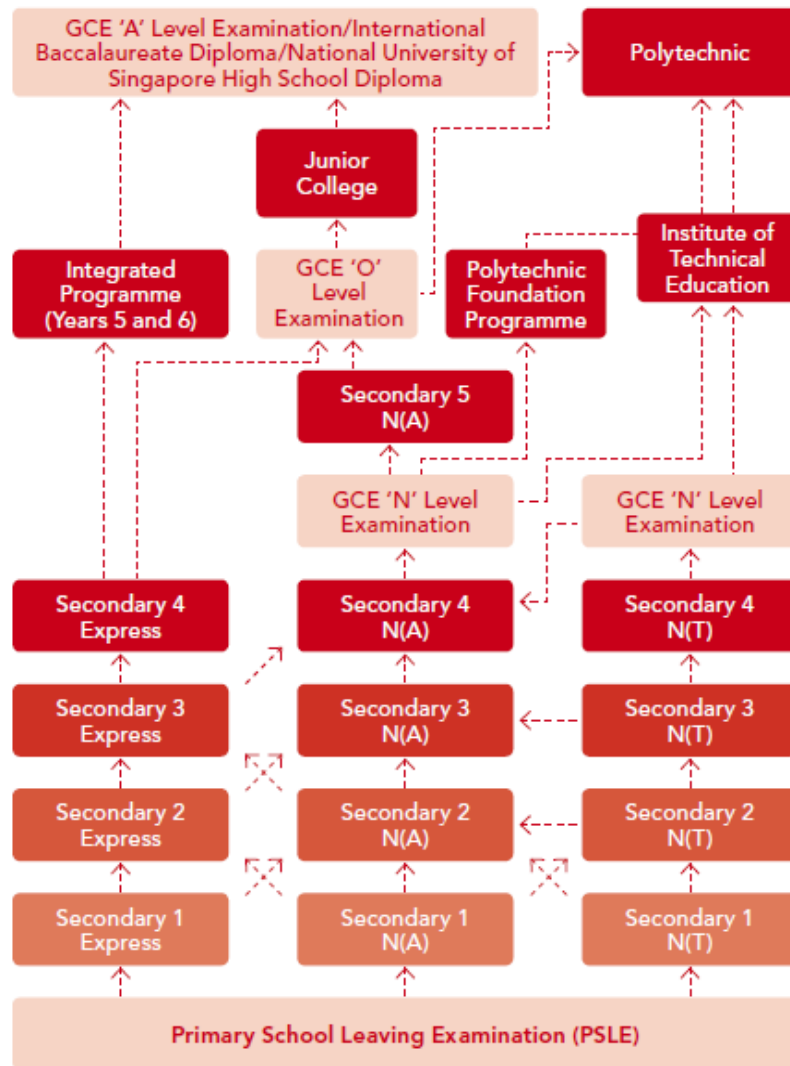 GCE 'A' Level Examination/International
Baccalaureate Diploma/National University of
Singapore High School Diploma
Polytechnic
Junior
College
Integrated
Programme
(Years 5 and 6)
GCE 'O'
Level
Examination
Polytechnic
Foundation
Programme
Institute of
Technical
Education
Secondary 5
N(A)
GCE 'N' Level
Examination
GCE 'N' Level
Examination
Secondary 4
Express
Secondary 4
N(A)
Secondary 4
N(T)
Secondary 3
Express
Secondary 3
N(A)
Secondary 3
N(T)
Secondary 2
Express
Secondary 2
N(A)
Secondary 2
N(T)
Secondary 1
Express
Secondary 1
N(A)
Secondary 1
N(T)
Primary School Leaving Examination (PSLE)